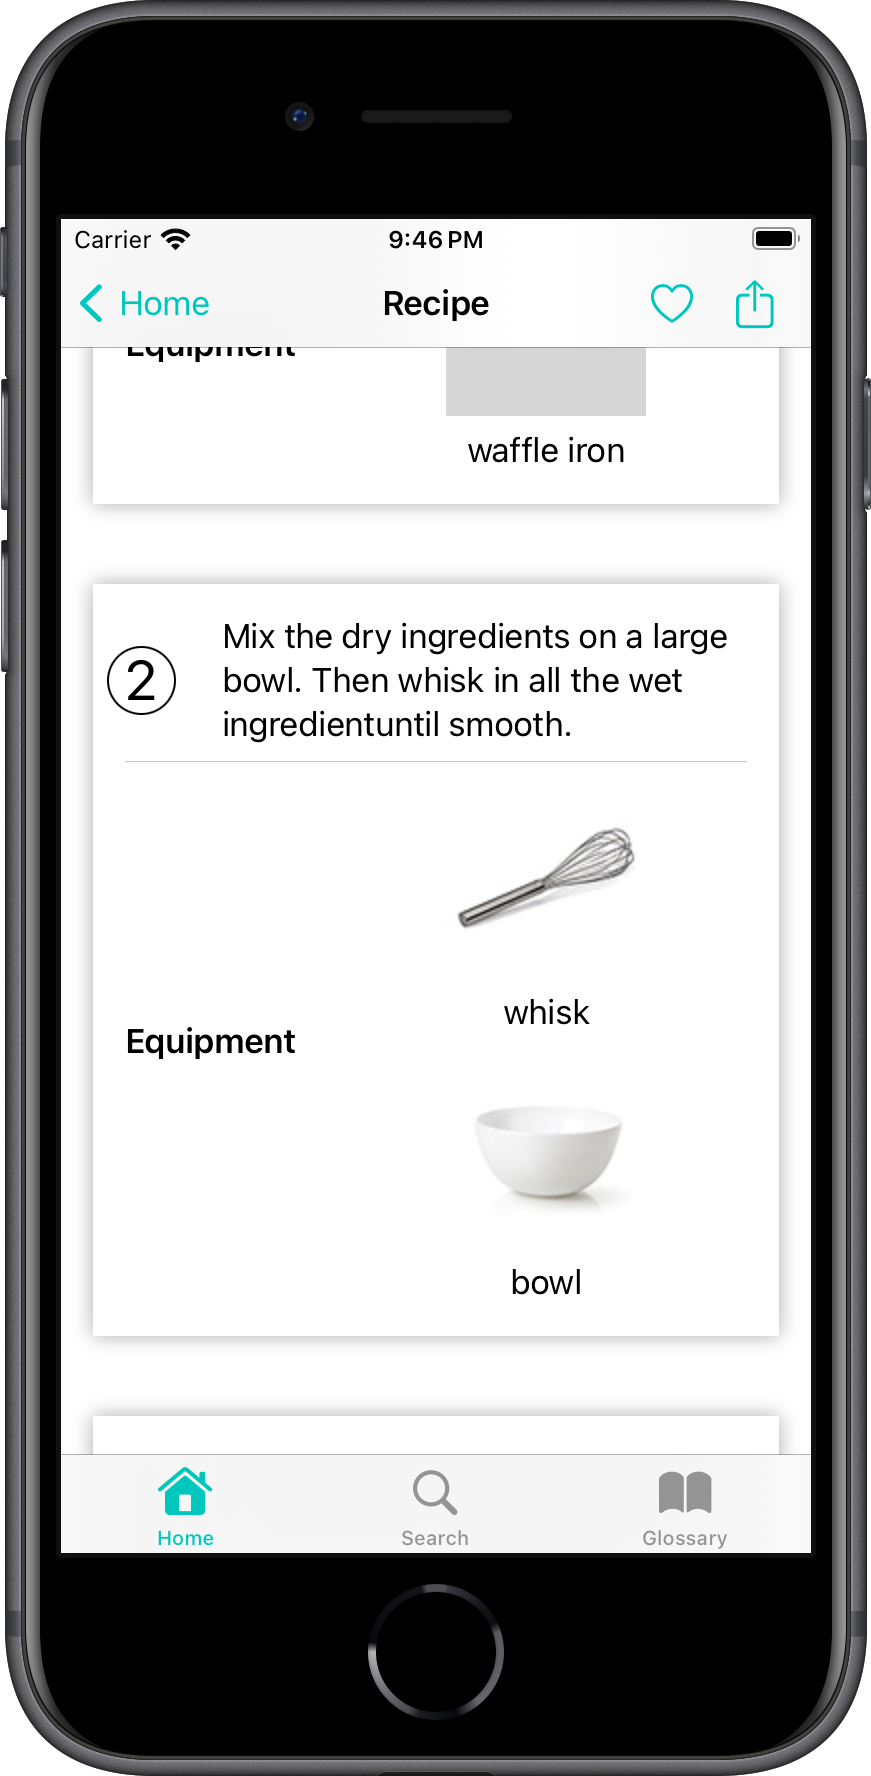 Carrier
9:46 PM
Home
Recipe
Equipment
waffle iron
2
Mix the dry ingredients on a large
bowl. Then whisk in all the wet
ingredientuntil smooth.
whisk
Equipment
bowl
Home
Search
Glossary